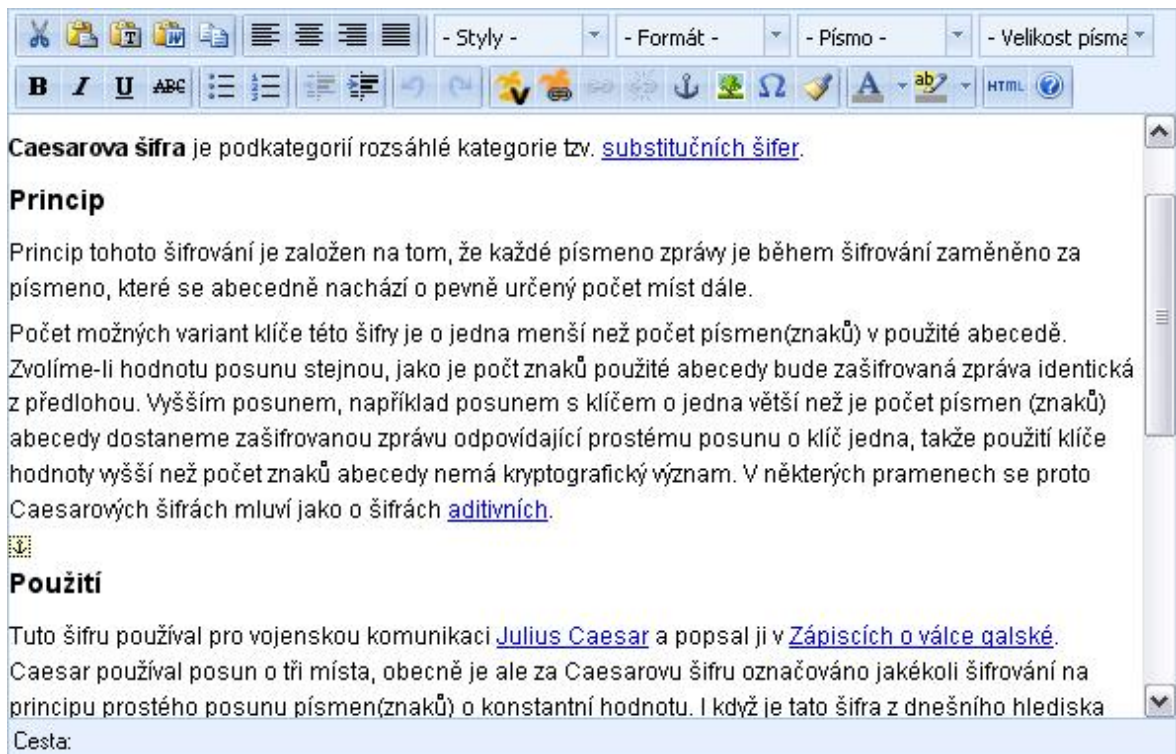 - Styly - - Formát - - Písmo - - Velikost písma
B I U ABC A ab HTML
Caesarova šifra je podkategorií rozsáhlé kategorie tzv. substitučních šifer.
Princip
Princip tohoto šifrování je založen na tom, že každé písmeno zprávy je během šifrování zaměněno za
písmeno, které se abecedně nachází o pevně určený počet míst dále.
Počet možných variant klíče této šifry je o jedna menší než počet písmen(znaků) v použité abecedě.
Zvolíme-li hodnotu posunu stejnou, jako je počt znaků použité abecedy bude zašifrovaná zpráva identická
z předlohou. Vyšším posunem, například posunem s klíčem o jedna větší než je počet písmen (znaků)
abecedy dostaneme zašifrovanou zprávu odpovídající prostému posunu o klíč jedna, takže použití klíče
hodnoty vyšší než počet znaků abecedy nemá kryptografický význam. V některých pramenech se proto
Caesarových šifrách mluví jako o šifrách aditivních.
Použití
Tuto šifru používal pro vojenskou komunikaci Julius Caesar a popsal ji v Zápiscích o válce galské.
Caesar používal posun o tři místa, obecně je ale za Caesarovu šifru označováno jakékoli šifrování na
principu prostého posunu písmen(znaků) o konstantní hodnotu. I když je tato šifra z dnešního hlediska
Cesta: